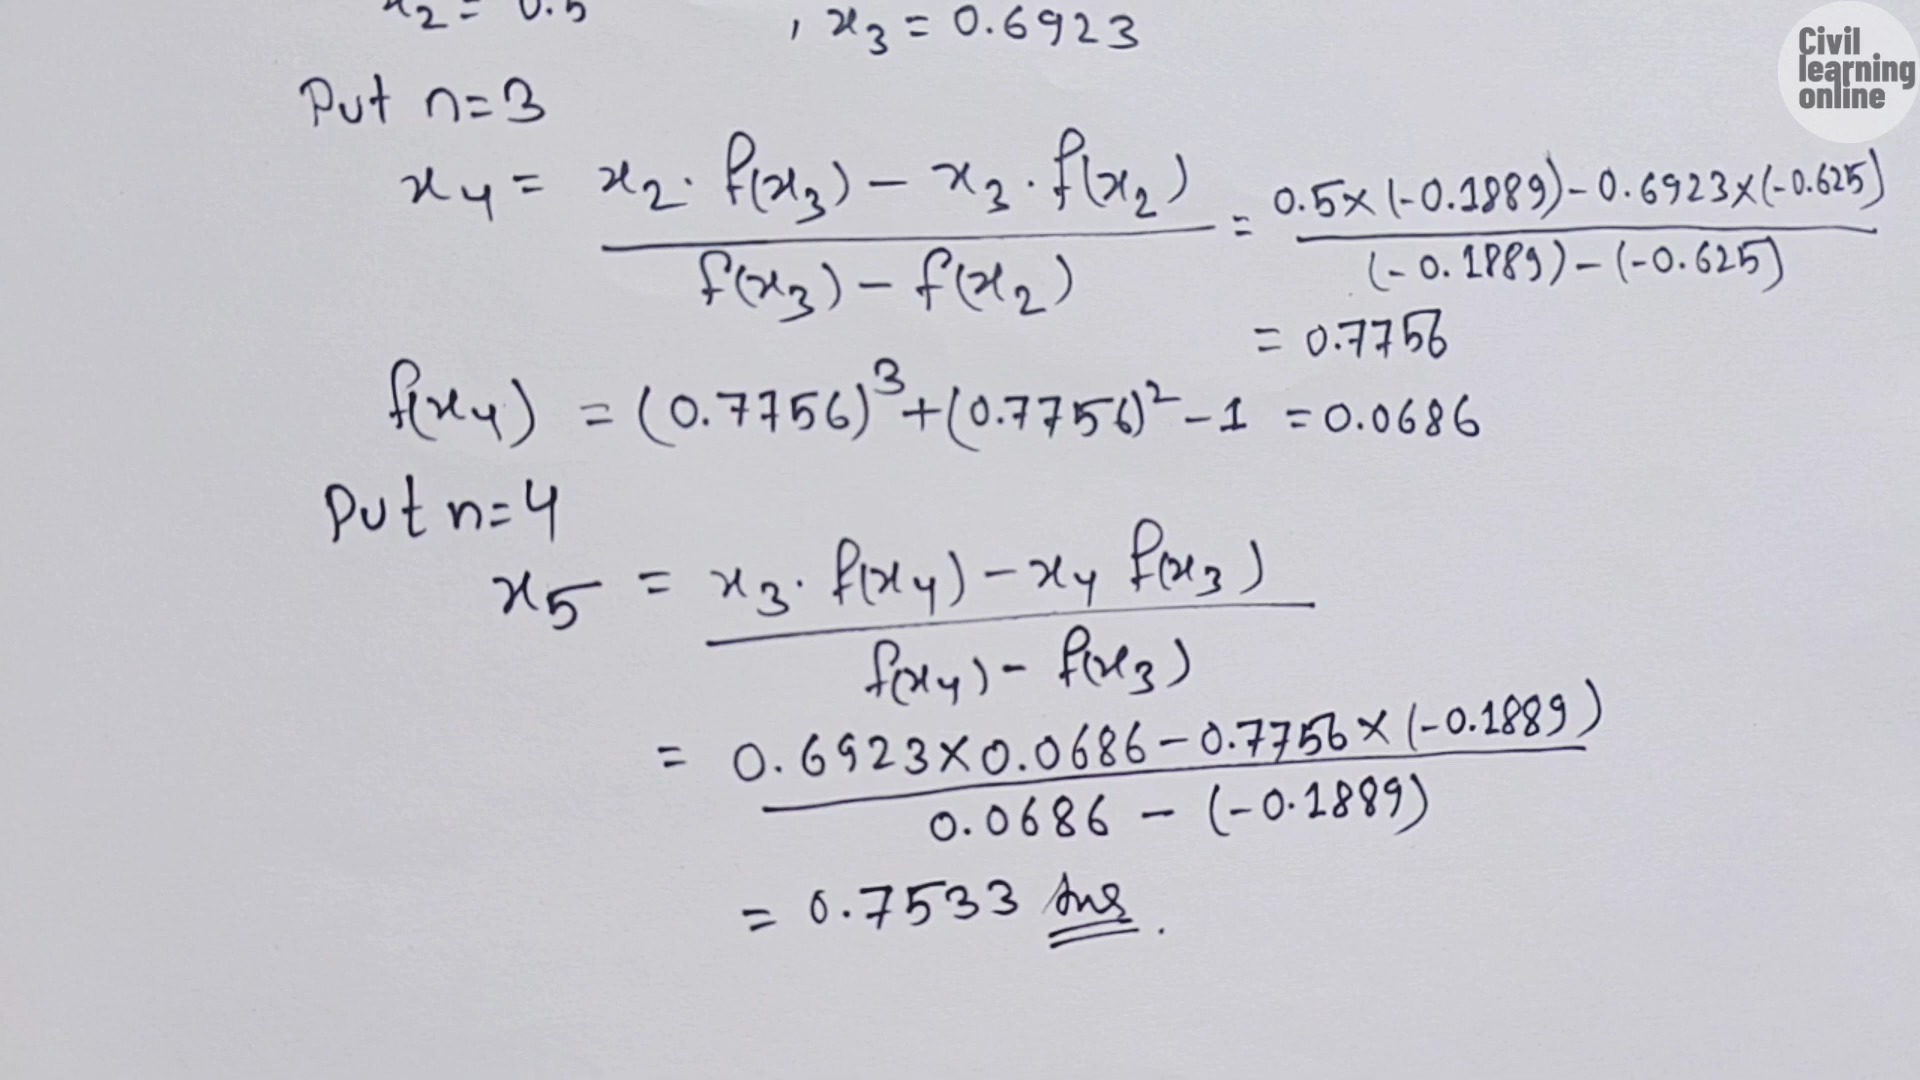 x2 = 0.5 , x3 = 0.6923
Civil
learning
online
Put n=3
x4 = x2 . f(x3) - x3 . f(x2) / f(x3) - f(x2) = 0.5 × (-0.1889) - 0.6923 × (-0.625) / (-0.1889) - (-0.625)
= 0.7756
f(x4) = (0.7756)³ + (0.7756)² - 1 = 0.0686
Put n=4
x5 = x3 . f(x4) - x4 f(x3) / f(x4) - f(x3)
= 0.6923 × 0.0686 - 0.7756 × (-0.1889) / 0.0686 - (-0.1889)
= 0.7533 Ans.